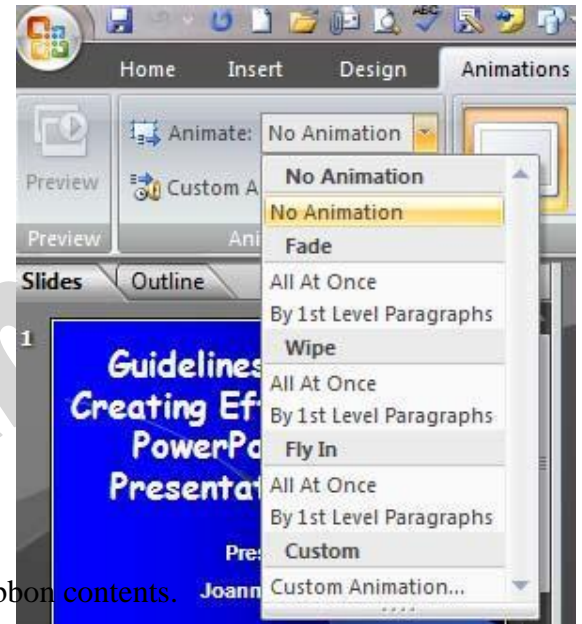 ABC
Home Insert Design Animations
Animate: No Animation
Preview Custom A
Preview Ani
No Animation
No Animation
Fade
All At Once
By 1st Level Paragraphs
Wipe
All At Once
By 1st Level Paragraphs
Fly In
All At Once
By 1st Level Paragraphs
Custom
Custom Animation...
Slides Outline
1
Guidelines
Creating Ef
PowerPo
Presentat
Pres
Joann
bbon contents.